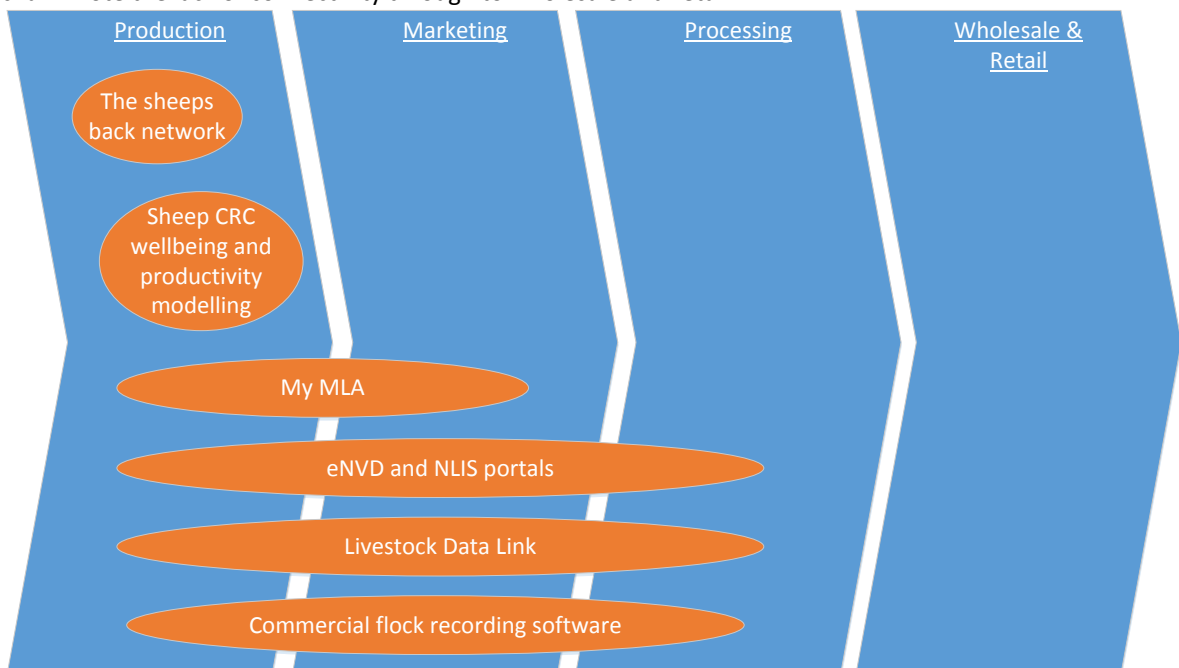 Production
Marketing
Processing
Wholesale &
Retail
The sheeps
back network
Sheep CRC
wellbeing and
productivity
modelling
My MLA
eNVD and NLIS portals
Livestock Data Link
Commercial flock recording software